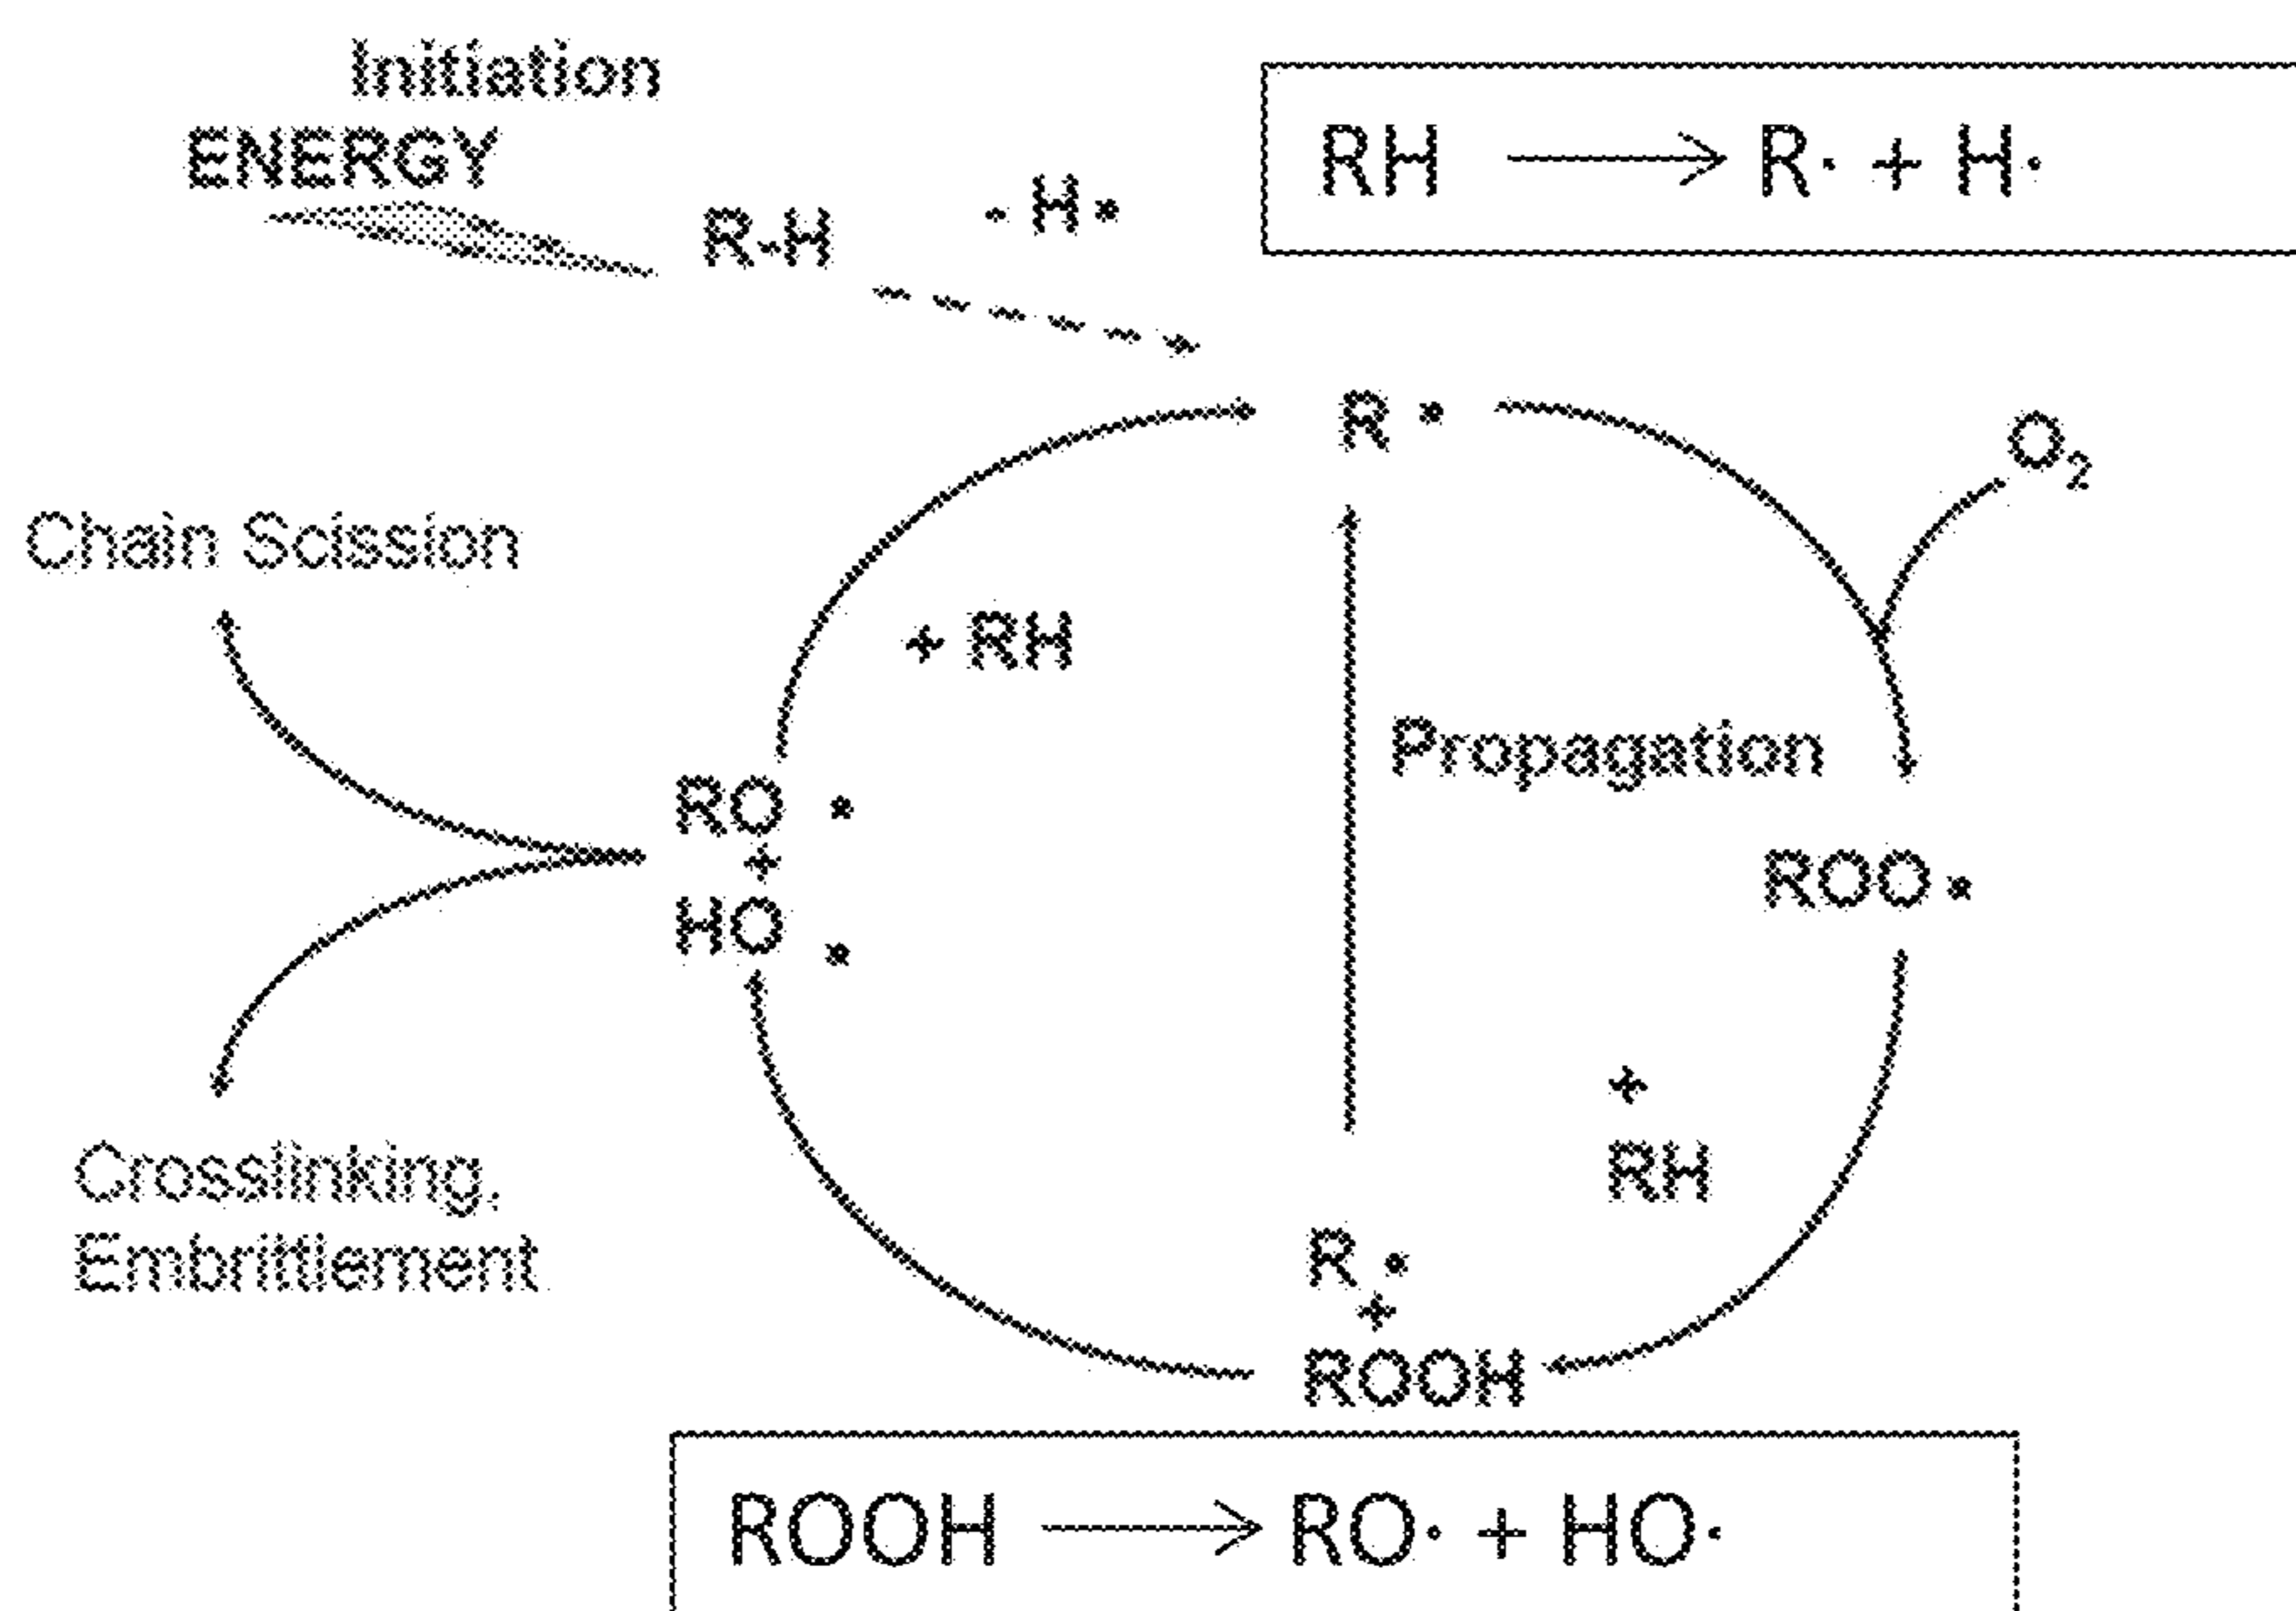 Initiation
ENERGY
R-H
- H•
RH → R· + H·
R •
O₂
Chain Scission
+ RH
Propagation
RO •
+
HO •
ROO •
+
RH
Crosslinking,
Embrittlement
R •
+
ROOH
ROOH → RO· + HO·